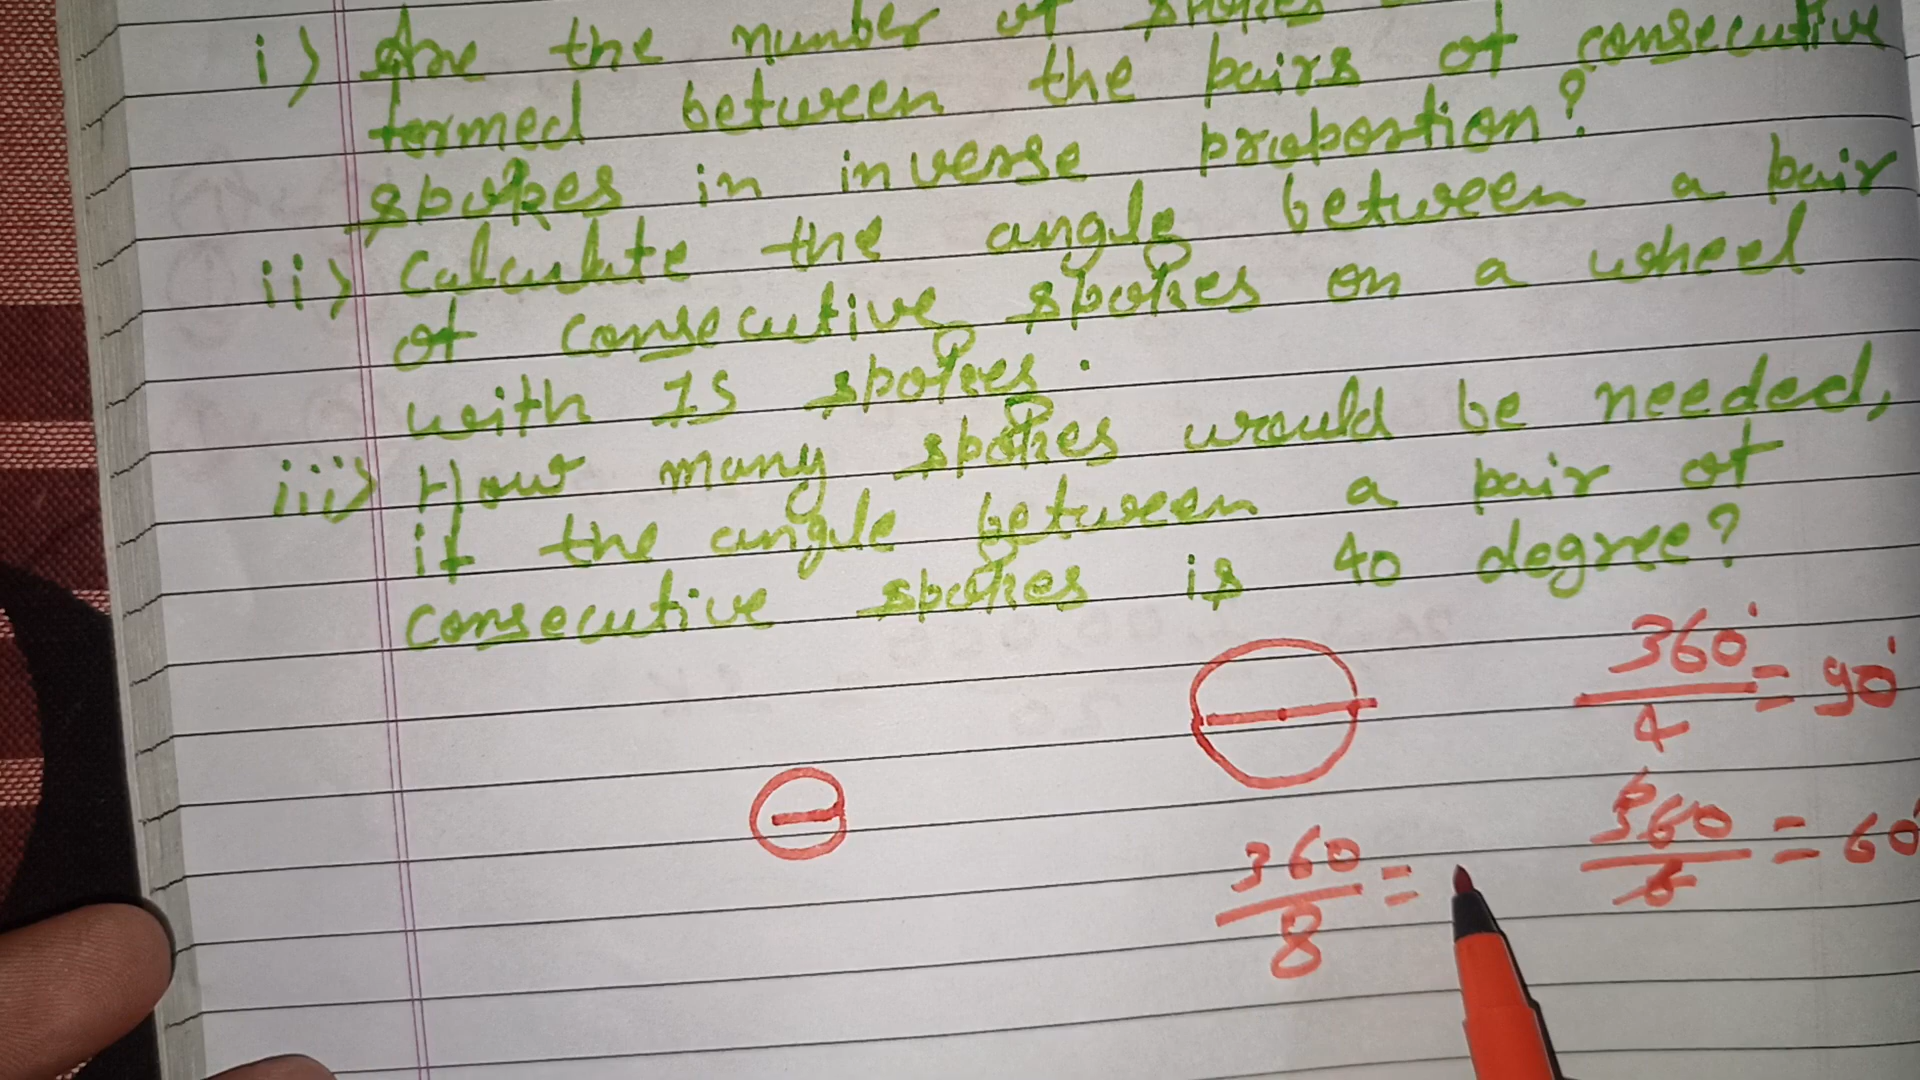 i) Are the number of spokes
formed between the pairs of consecutive
spokes in inverse proportion?
ii) Calculate the angle between a pair
of consecutive spokes on a wheel
with 15 spokes.
iii) How many spokes would be needed,
if the angle between a pair of
consecutive spokes is 40 degree?
360°/4 = 90°
360/6 = 60°
360/8 =